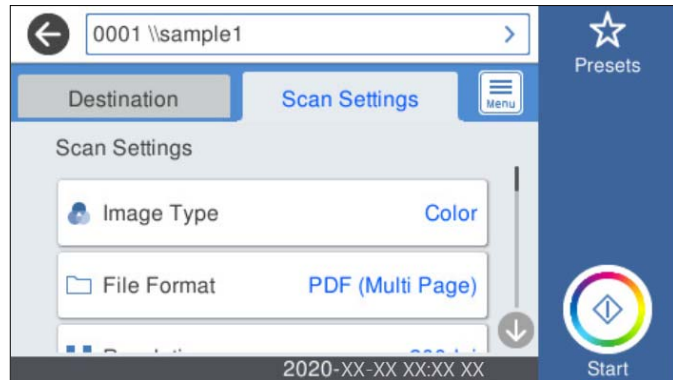 0001 \\sample1
Presets
Destination
Scan Settings
Menu
Scan Settings
Image Type
Color
File Format
PDF (Multi Page)
2020-XX-XX XX:XX XX
Start